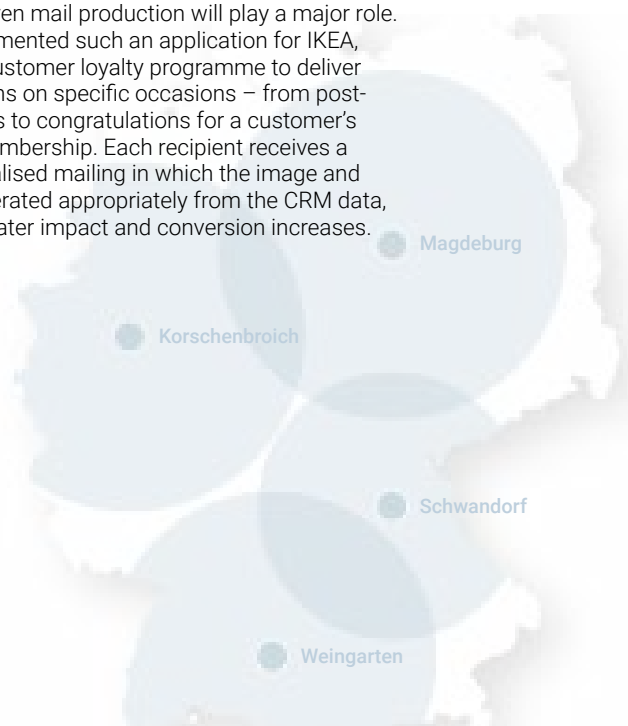 en mail production will play a major role.
mented such an application for IKEA,
ustomer loyalty programme to deliver
ns on specific occasions – from post-
s to congratulations for a customer's
mbership. Each recipient receives a
alised mailing in which the image and
erated appropriately from the CRM data,
ater impact and conversion increases.
Magdeburg
Korschenbroich
Schwandorf
Weingarten